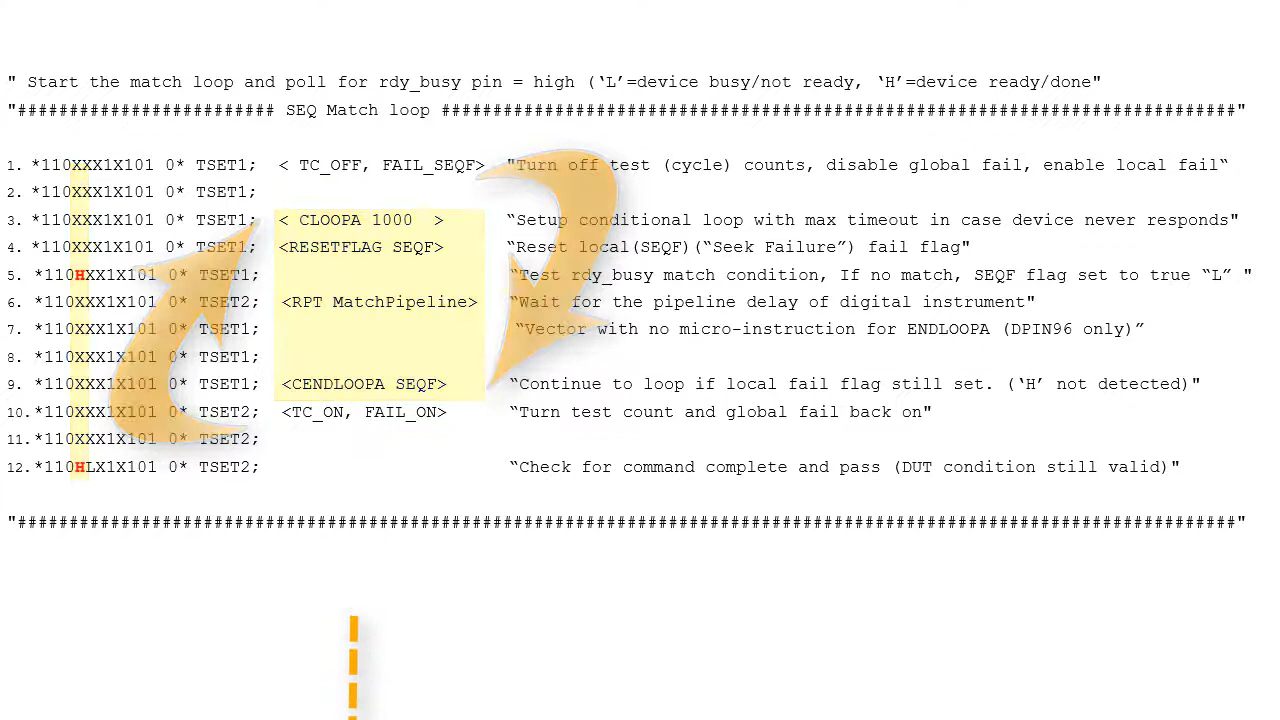 " Start the match loop and poll for rdy_busy pin = high (‘L’=device busy/not ready, ‘H’=device ready/done"
"######################### SEQ Match loop #############################################################################"
1. *110XXX1X101 0* TSET1; < TC_OFF, FAIL_SEQF> "Turn off test (cycle) counts, disable global fail, enable local fail“
2. *110XXX1X101 0* TSET1;
3. *110XXX1X101 0* TSET1; < CLOOPA 1000 > “Setup conditional loop with max timeout in case device never responds"
4. *110XXX1X101 0* TSET1; <RESETFLAG SEQF> “Reset local(SEQF)(“Seek Failure”) fail flag"
5. *110HXX1X101 0* TSET1; “Test rdy_busy match condition, If no match, SEQF flag set to true “L” "
6. *110XXX1X101 0* TSET2; <RPT MatchPipeline> “Wait for the pipeline delay of digital instrument"
7. *110XXX1X101 0* TSET1; “Vector with no micro-instruction for ENDLOOPA (DPIN96 only)”
8. *110XXX1X101 0* TSET1;
9. *110XXX1X101 0* TSET1; <CENDLOOPA SEQF> “Continue to loop if local fail flag still set. (‘H’ not detected)"
10. *110XXX1X101 0* TSET2; <TC_ON, FAIL_ON> “Turn test count and global fail back on"
11. *110XXX1X101 0* TSET2;
12. *110HLX1X101 0* TSET2; “Check for command complete and pass (DUT condition still valid)"
"######################################################################################################################"